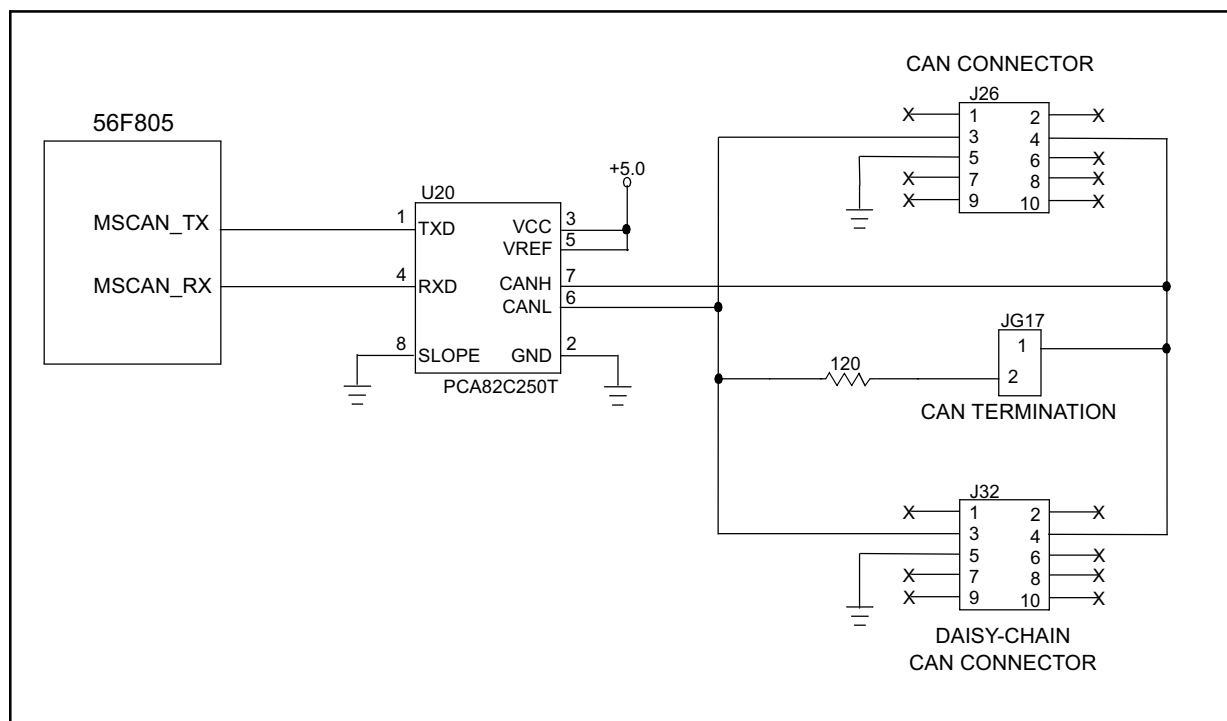 CAN CONNECTOR
J26
1 2
3 4
5 6
7 8
9 10
56F805
MSCAN_TX
MSCAN_RX
+5.0
U20
1 TXD VCC 3
VREF 5
4 RXD CANH 7
CANL 6
8 SLOPE GND 2
PCA82C250T
JG17
1
2
120
CAN TERMINATION
J32
1 2
3 4
5 6
7 8
9 10
DAISY-CHAIN
CAN CONNECTOR